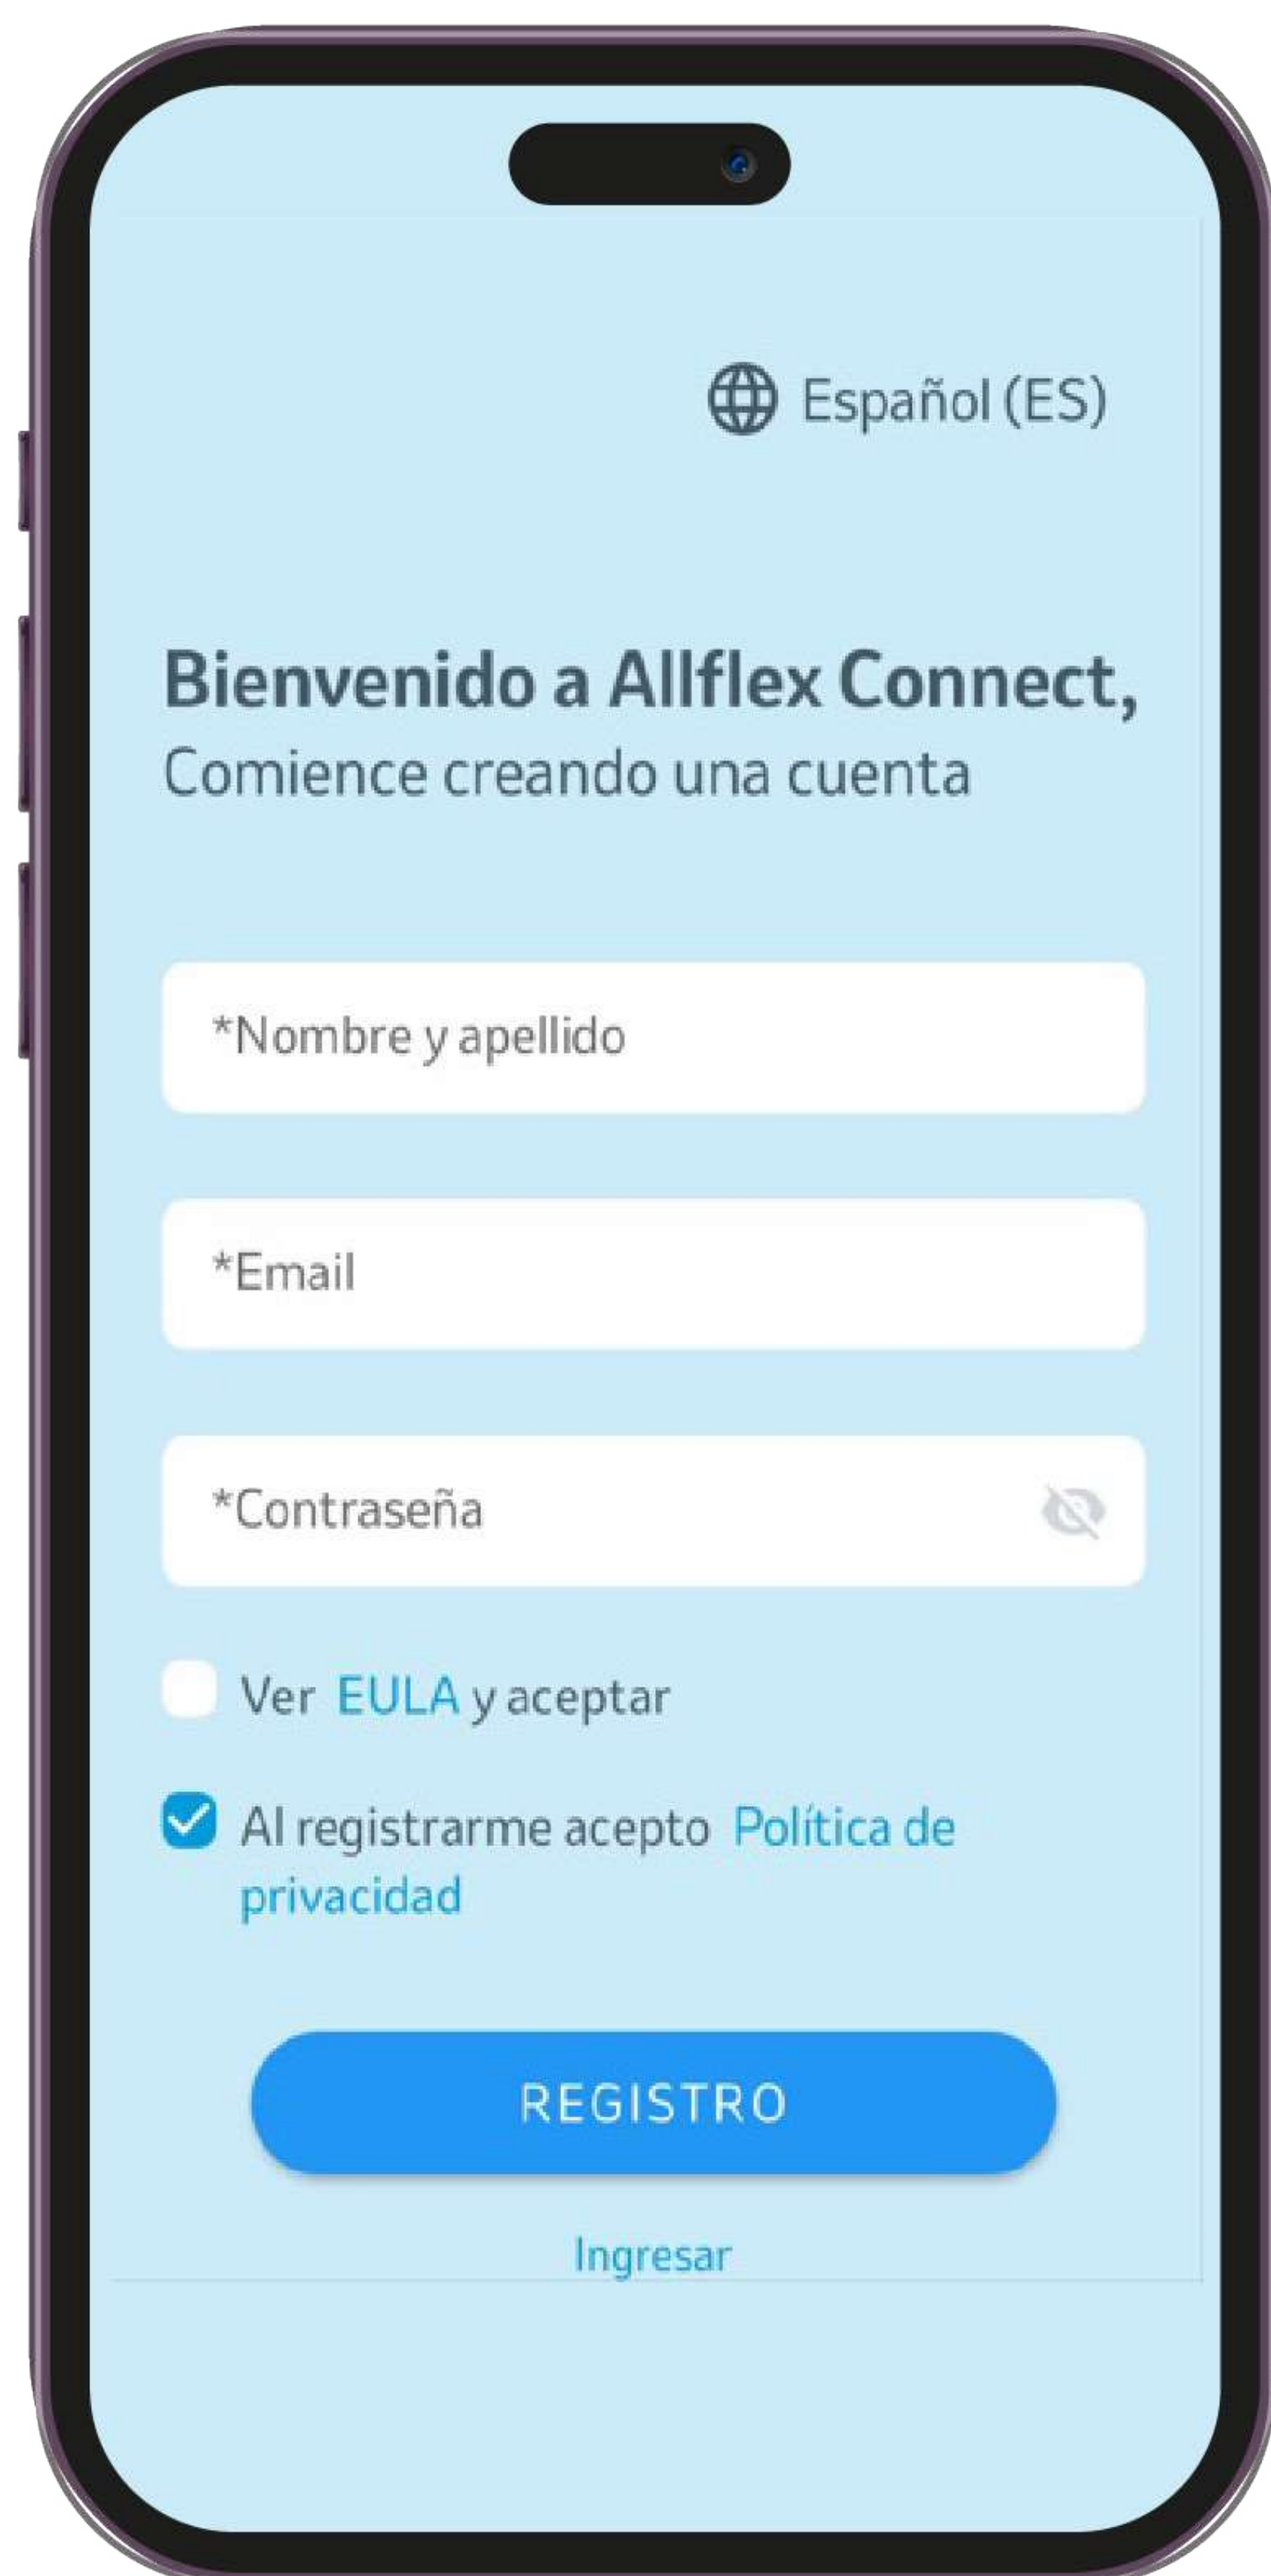 Español (ES)
Bienvenido a Allflex Connect,
Comience creando una cuenta
*Nombre y apellido
*Email
*Contraseña
Ver EULA y aceptar
Al registrarme acepto Política de
privacidad
REGISTRO
Ingresar